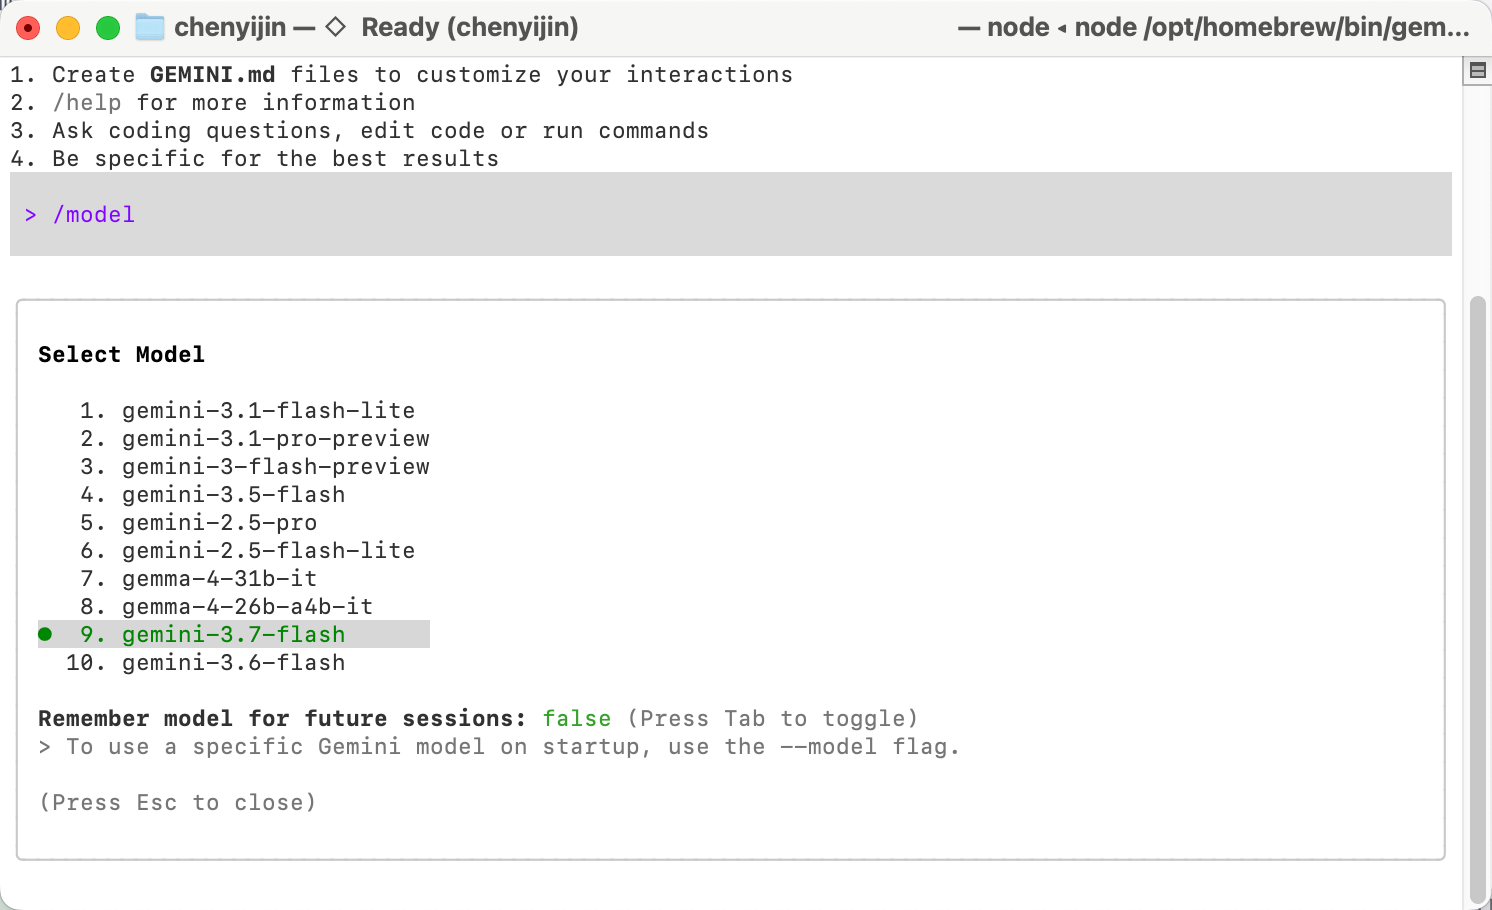 chenyijin — ◇ Ready (chenyijin) — node ◂ node /opt/homebrew/bin/gem...
1. Create GEMINI.md files to customize your interactions
2. /help for more information
3. Ask coding questions, edit code or run commands
4. Be specific for the best results
> /model
Select Model
1. gemini-3.1-flash-lite
2. gemini-3.1-pro-preview
3. gemini-3-flash-preview
4. gemini-3.5-flash
5. gemini-2.5-pro
6. gemini-2.5-flash-lite
7. gemma-4-31b-it
8. gemma-4-26b-a4b-it
● 9. gemini-3.7-flash
10. gemini-3.6-flash
Remember model for future sessions: false (Press Tab to toggle)
> To use a specific Gemini model on startup, use the --model flag.
(Press Esc to close)